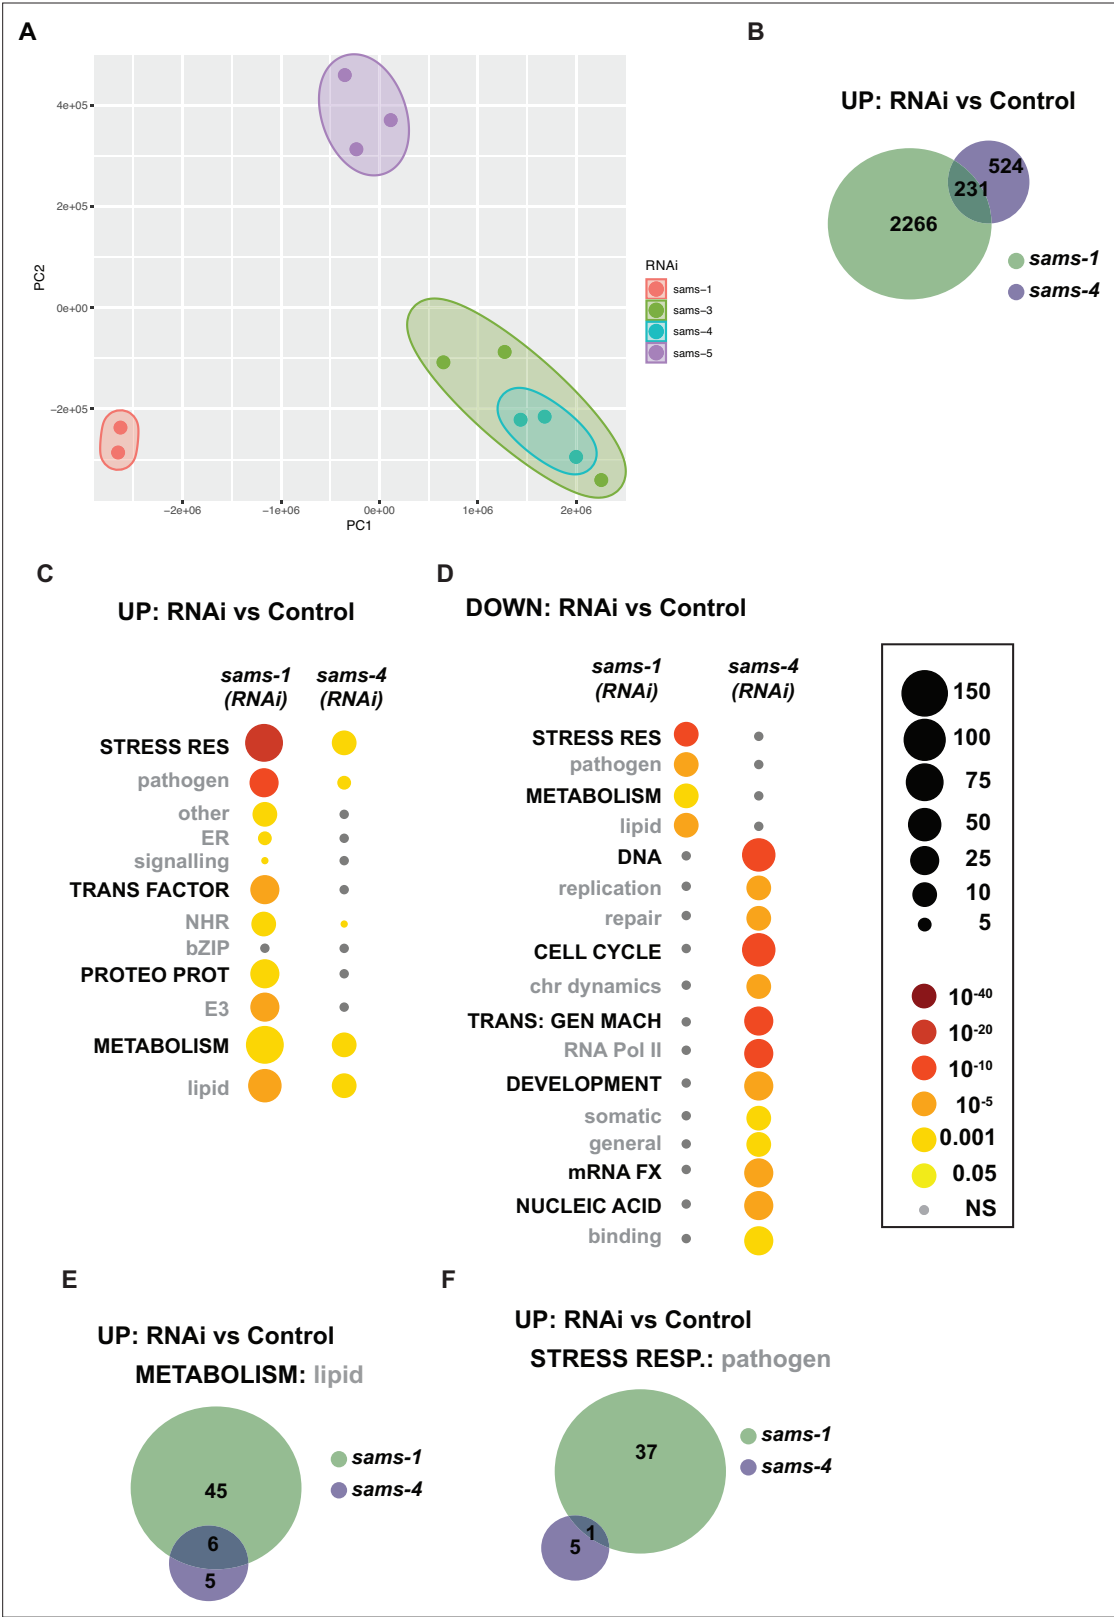 A
4e+05
2e+05
0e+00
−2e+05
PC2
−2e+06
−1e+06
0e+00
1e+06
2e+06
PC1
RNAi
sams−1
sams−3
sams−4
sams−5
B
UP: RNAi vs Control
524
231
2266
sams-1
sams-4
C
UP: RNAi vs Control
sams-1 sams-4
(RNAi) (RNAi)
STRESS RES
pathogen
other
ER
signalling
TRANS FACTOR
NHR
bZIP
PROTEO PROT
E3
METABOLISM
lipid
D
DOWN: RNAi vs Control
sams-1 sams-4
(RNAi) (RNAi)
STRESS RES
pathogen
METABOLISM
lipid
DNA
replication
repair
CELL CYCLE
chr dynamics
TRANS: GEN MACH
RNA Pol II
DEVELOPMENT
somatic
general
mRNA FX
NUCLEIC ACID
binding
150
100
75
50
25
10
5
10-40
10-20
10-10
10-5
0.001
0.05
NS
E
UP: RNAi vs Control
METABOLISM: lipid
45
6
5
sams-1
sams-4
F
UP: RNAi vs Control
STRESS RESP.: pathogen
37
1
5
sams-1
sams-4